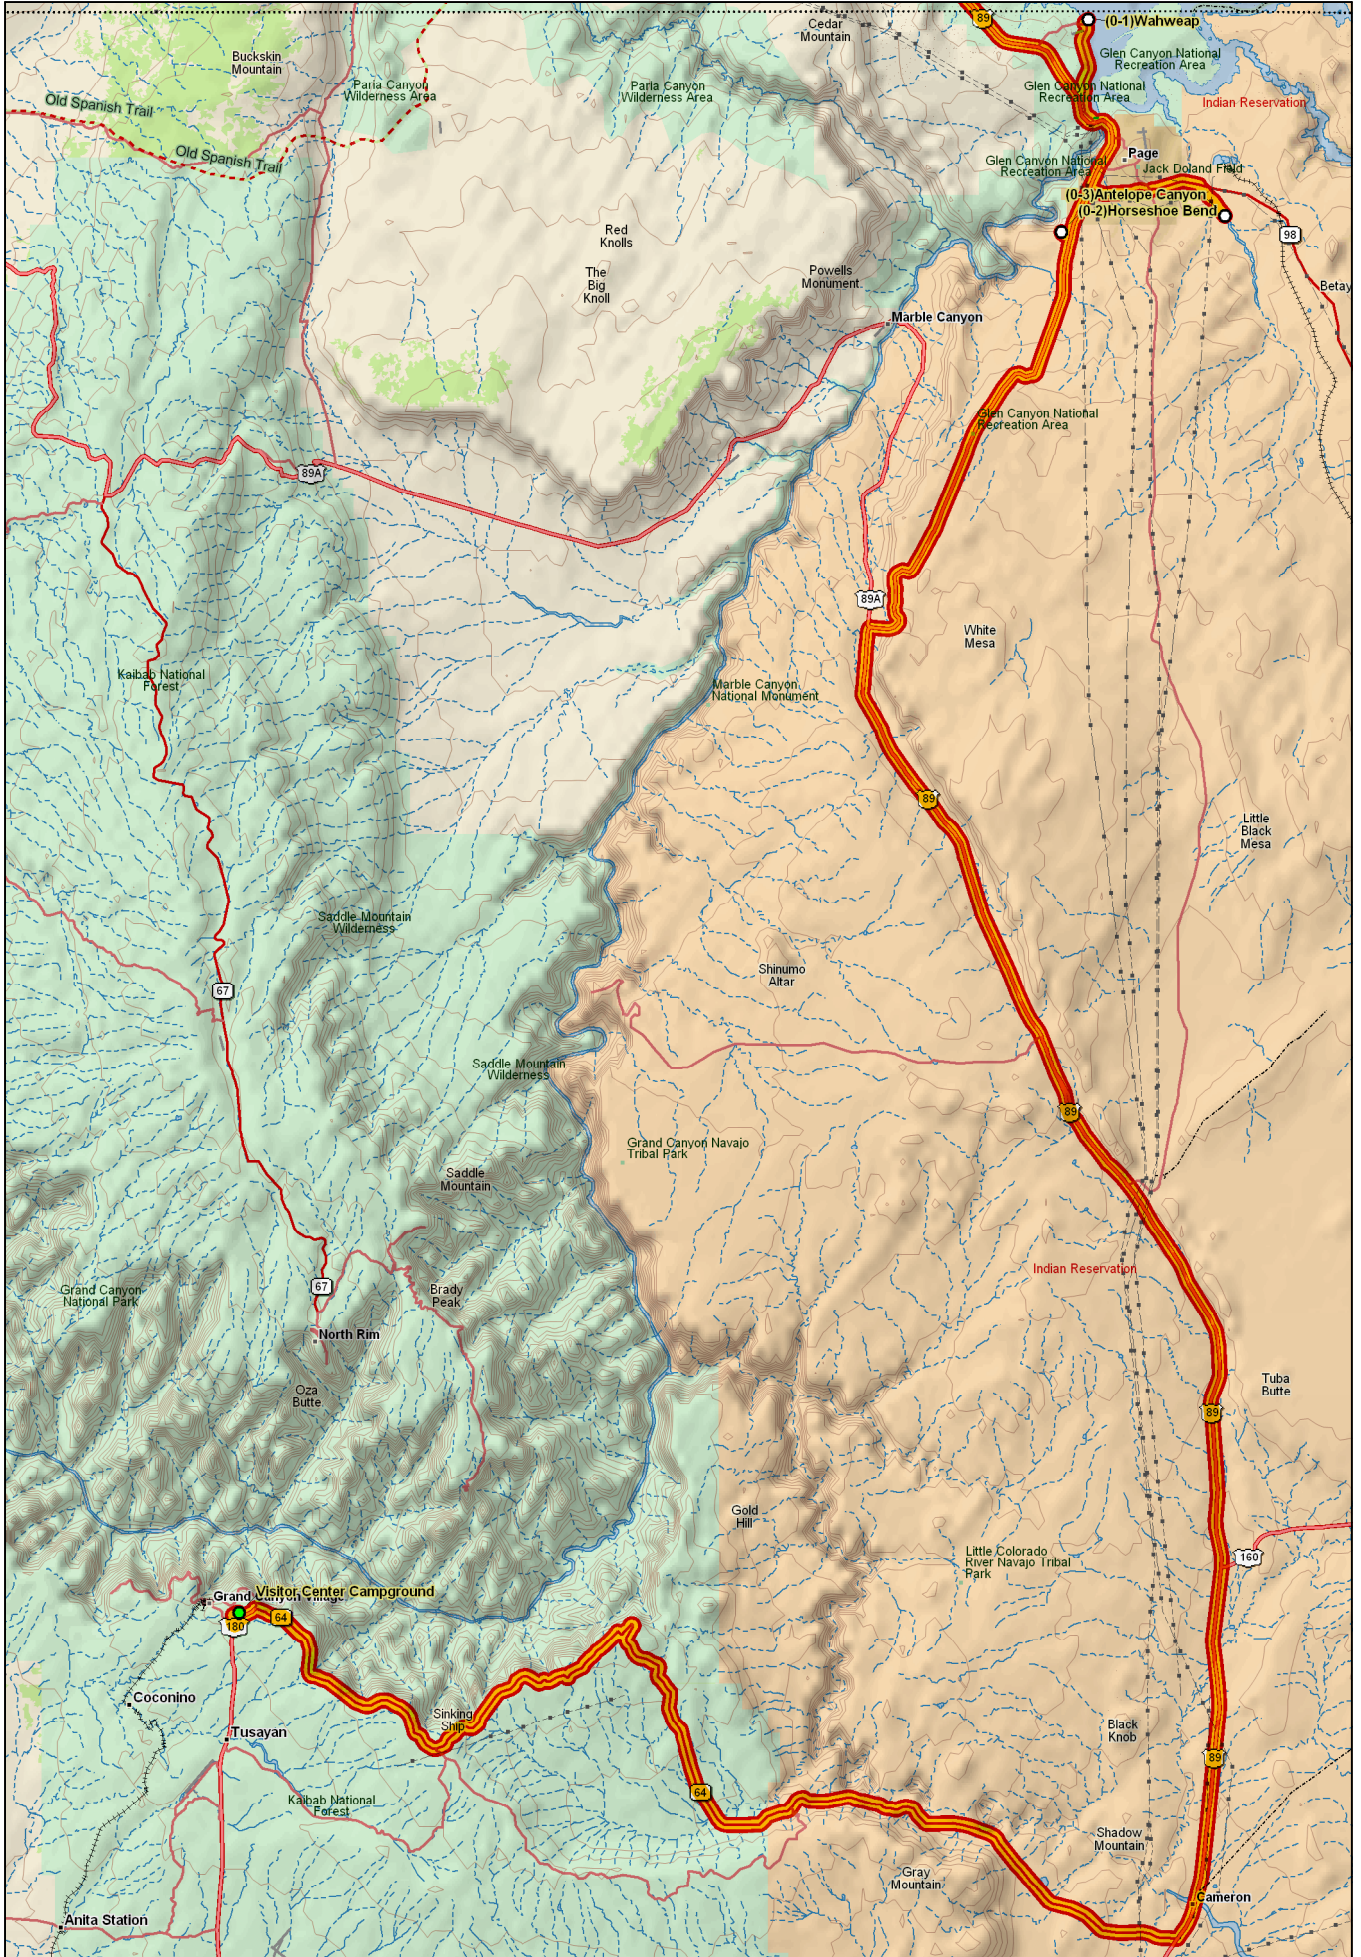 89
(0-1)Wahweap
Cedar
Mountain
Buckskin
Mountain
Glen Canyon National
Recreation Area
Paria Canyon
Wilderness Area
Paria Canyon
Wilderness Area
Glen Canyon National
Recreation Area
Old Spanish Trail
Indian Reservation
Old Spanish Trail
Page
Glen Canyon National
Recreation Area
Jack Doland Field
(0-3)Antelope Canyon
(0-2)Horseshoe Bend
98
Red
Knolls
The
Big
Knoll
Powells
Monument
Betay
Marble Canyon
Glen Canyon National
Recreation Area
89A
89A
White
Mesa
Kaibab National
Forest
Marble Canyon
National Monument
89
Little
Black
Mesa
Saddle Mountain
Wilderness
Shinumo
Altar
67
Saddle Mountain
Wilderness
89
Grand Canyon Navajo
Tribal Park
Saddle
Mountain
Indian Reservation
67
Grand Canyon
National Park
Brady
Peak
North Rim
Oza
Butte
Tuba
Butte
89
Gold
Hill
Little Colorado
River Navajo Tribal
Park
160
Visitor Center Campground
Grand Canyon Village
64
180
Coconino
Sinking
Ship
Tusayan
Black
Knob
89
64
Kaibab National
Forest
Shadow
Mountain
Gray
Mountain
Cameron
Anita Station